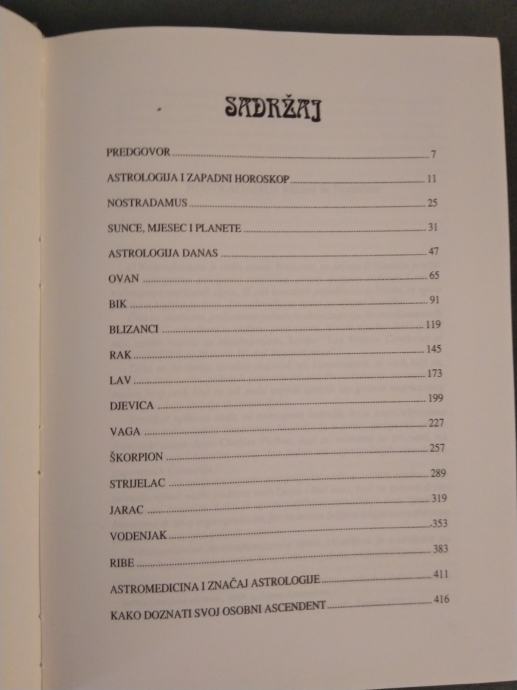 SADRŽAJ
PREDGOVOR 7
ASTROLOGIJA I ZAPADNI HOROSKOP 11
NOSTRADAMUS 25
SUNCE, MJESEC I PLANETE 31
ASTROLOGIJA DANAS 47
OVAN 65
BIK 91
BLIZANCI 119
RAK 145
LAV 173
DJEVICA 199
VAGA 227
ŠKORPION 257
STRIJELAC 289
JARAC 319
VODENJAK 353
RIBE 383
ASTROMEDICINA I ZNAČAJ ASTROLOGIJE 411
KAKO DOZNATI SVOJ OSOBNI ASCENDENT 416